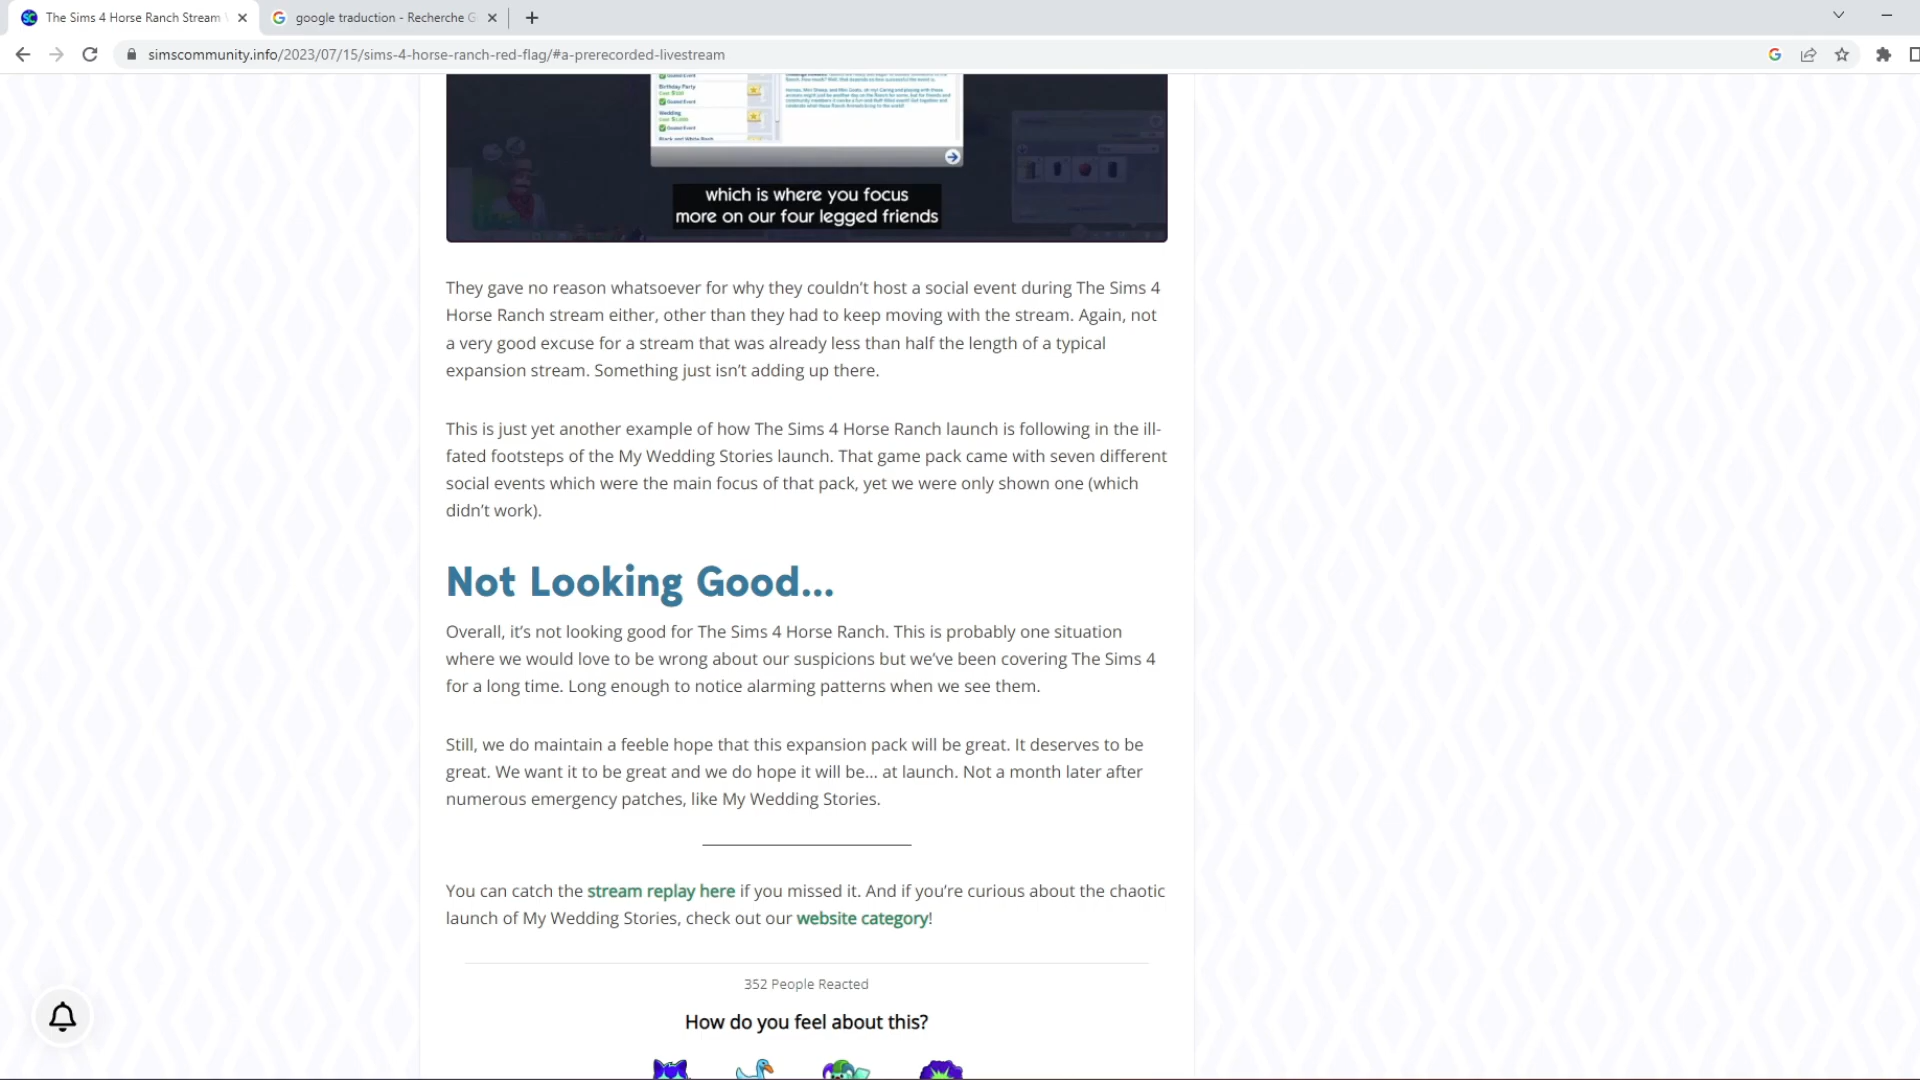 The Sims 4 Horse Ranch Stream
google traduction - Recherche G
simscommunity.info/2023/07/15/sims-4-horse-ranch-red-flag/#a-prerecorded-livestream
Birthday Party
Goaled Event
Wedding
Goaled Event
which is where you focus
more on our four legged friends
They gave no reason whatsoever for why they couldn’t host a social event during The Sims 4
Horse Ranch stream either, other than they had to keep moving with the stream. Again, not
a very good excuse for a stream that was already less than half the length of a typical
expansion stream. Something just isn’t adding up there.
This is just yet another example of how The Sims 4 Horse Ranch launch is following in the ill-
fated footsteps of the My Wedding Stories launch. That game pack came with seven different
social events which were the main focus of that pack, yet we were only shown one (which
didn’t work).
Not Looking Good…
Overall, it’s not looking good for The Sims 4 Horse Ranch. This is probably one situation
where we would love to be wrong about our suspicions but we’ve been covering The Sims 4
for a long time. Long enough to notice alarming patterns when we see them.
Still, we do maintain a feeble hope that this expansion pack will be great. It deserves to be
great. We want it to be great and we do hope it will be… at launch. Not a month later after
numerous emergency patches, like My Wedding Stories.
You can catch the stream replay here if you missed it. And if you’re curious about the chaotic
launch of My Wedding Stories, check out our website category!
352 People Reacted
How do you feel about this?